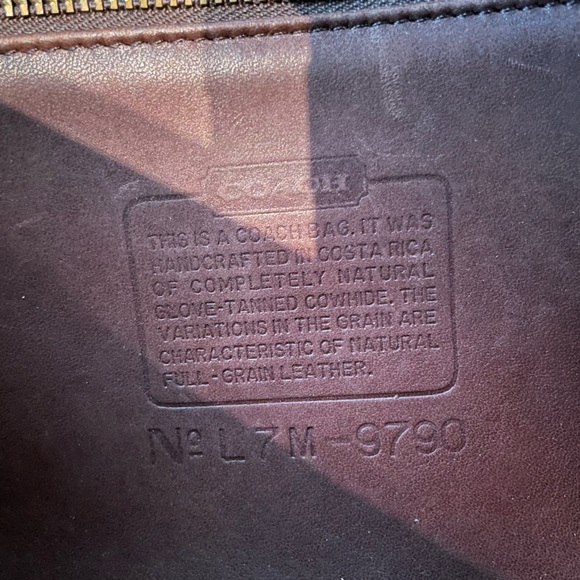 COACH
THIS IS A COACH BAG. IT WAS
HANDCRAFTED IN COSTA RICA
OF COMPLETELY NATURAL
GLOVE-TANNED COWHIDE. THE
VARIATIONS IN THE GRAIN ARE
CHARACTERISTIC OF NATURAL
FULL-GRAIN LEATHER.
Nº L7M-9790